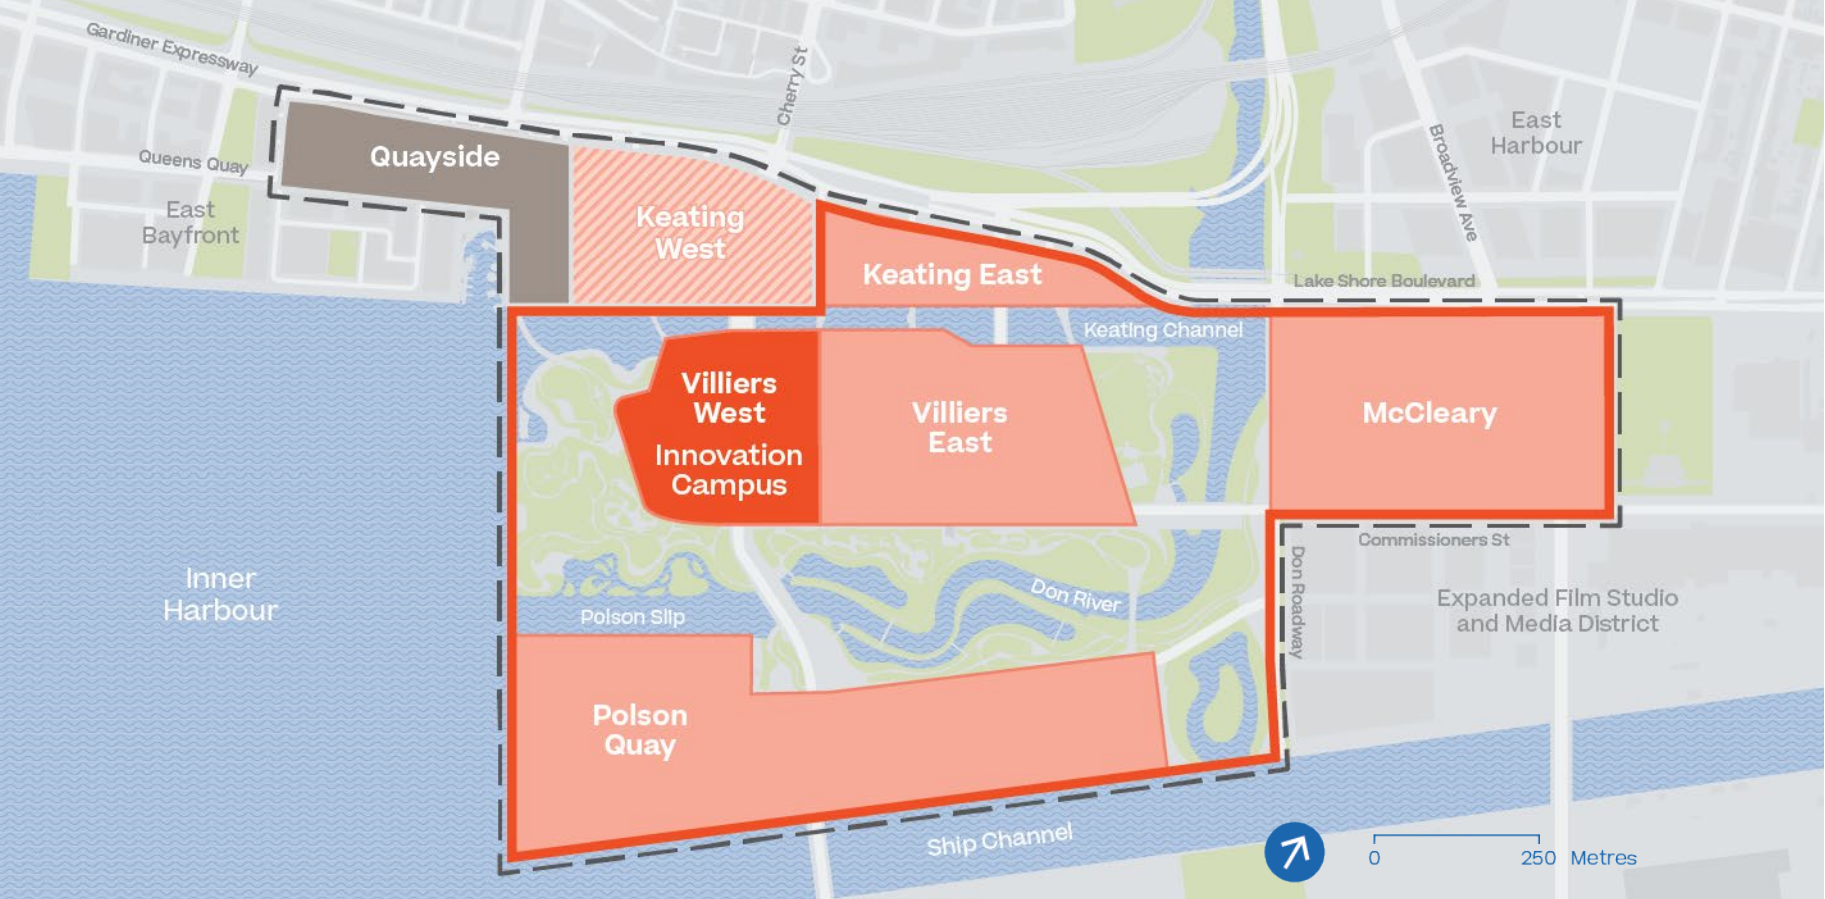 Gardiner Expressway
Cherry St
East
Harbour
Broadview Ave
Queens Quay
Quayside
East
Bayfront
Keating
West
Keating East
Lake Shore Boulevard
Keating Channel
Villiers
West
Innovation
Campus
Villiers
East
McCleary
Commissioners St
Don Roadway
Inner
Harbour
Don River
Polson Slip
Expanded Film Studio
and Media District
Polson
Quay
Ship Channel
0 250 Metres